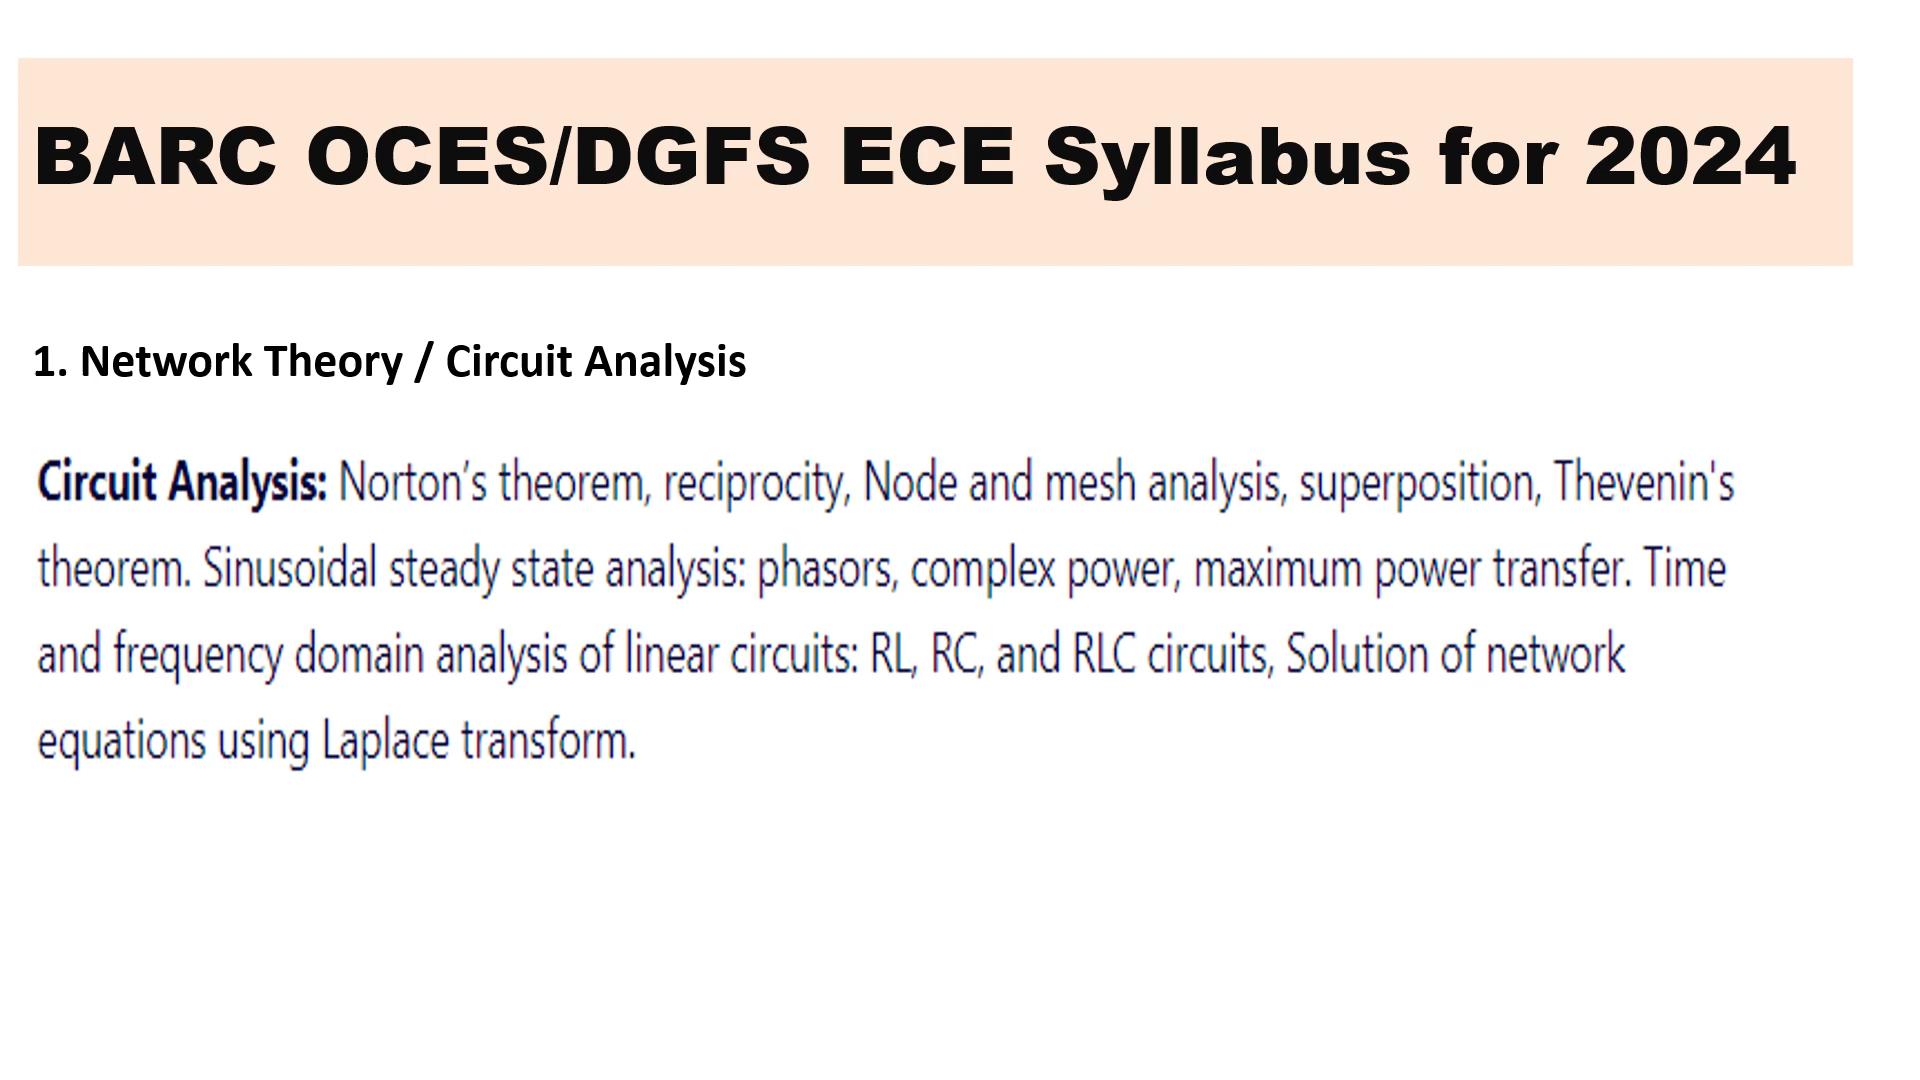 BARC OCES/DGFS ECE Syllabus for 2024
1. Network Theory / Circuit Analysis
Circuit Analysis: Norton’s theorem, reciprocity, Node and mesh analysis, superposition, Thevenin's
theorem. Sinusoidal steady state analysis: phasors, complex power, maximum power transfer. Time
and frequency domain analysis of linear circuits: RL, RC, and RLC circuits, Solution of network
equations using Laplace transform.